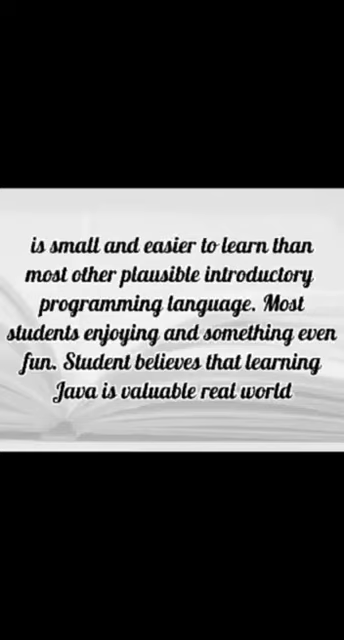 is small and easier to learn than
most other plausible introductory
programming language. Most
students enjoying and something even
fun. Student believes that learning
Java is valuable real world